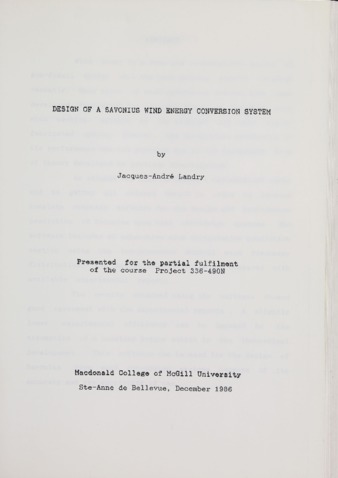 DESIGN OF A SAVONIUS WIND ENERGY CONVERSION SYSTEM
by
Jacques-André Landry
Presented for the partial fulfilment
of the course Project 336-490N
Macdonald College of McGill University
Ste-Anne de Bellevue, December 1986